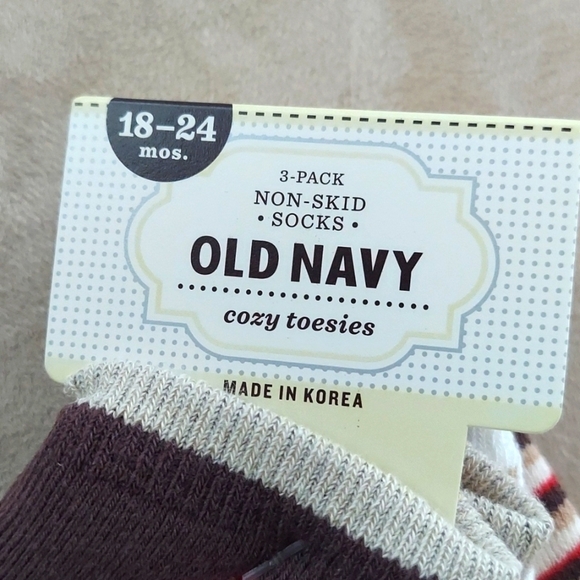 18-24
mos.
3-PACK
NON-SKID
• SOCKS •
OLD NAVY
cozy toesies
MADE IN KOREA